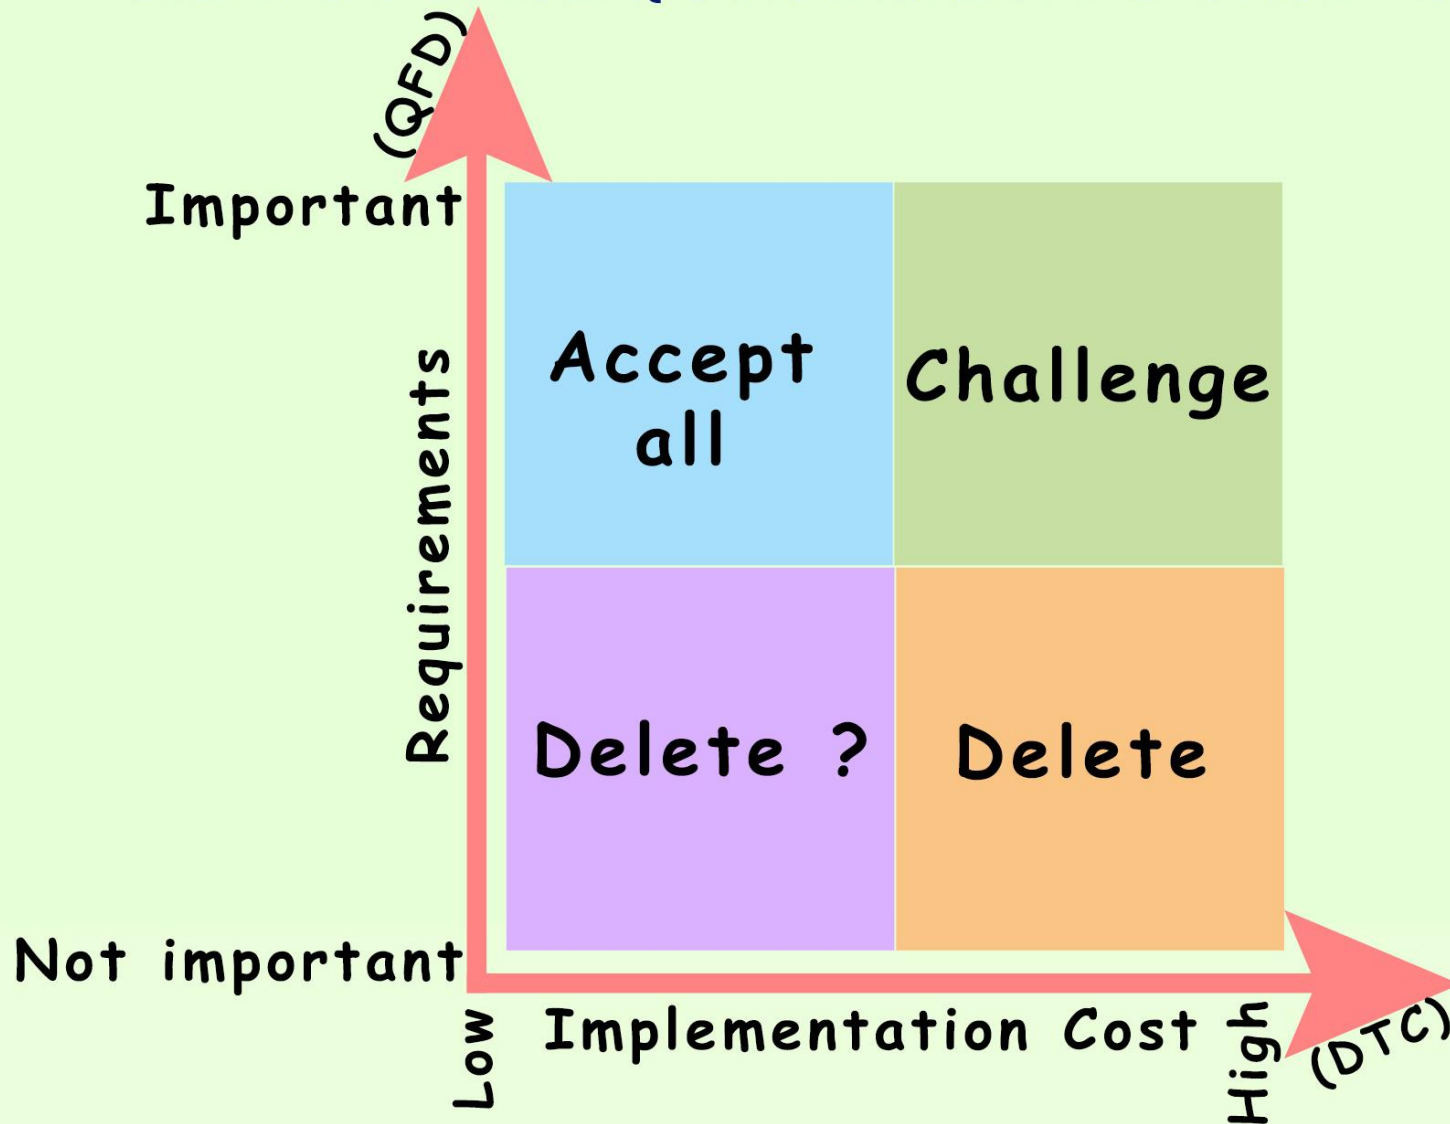 (QFD)
Important
Requirements
Accept
all
Challenge
Delete ?
Delete
Not important
Low
Implementation Cost
High
(DTC)